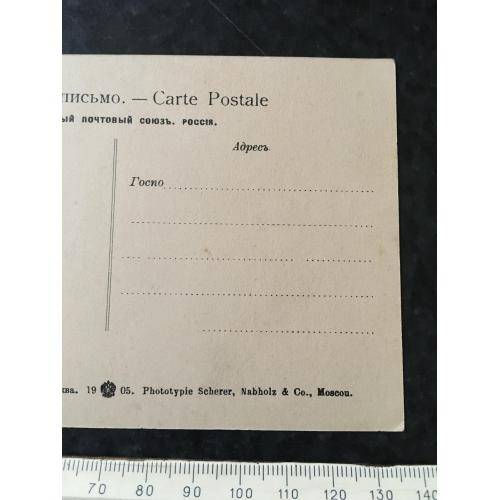 письмо. — Carte Postale
ый почтовый союзъ. РОССІЯ.
Адресъ
Госпо
ква. 19 05. Phototypie Scherer, Nabholz & Co., Moscou.
70 80 90 100 110 120 130 140